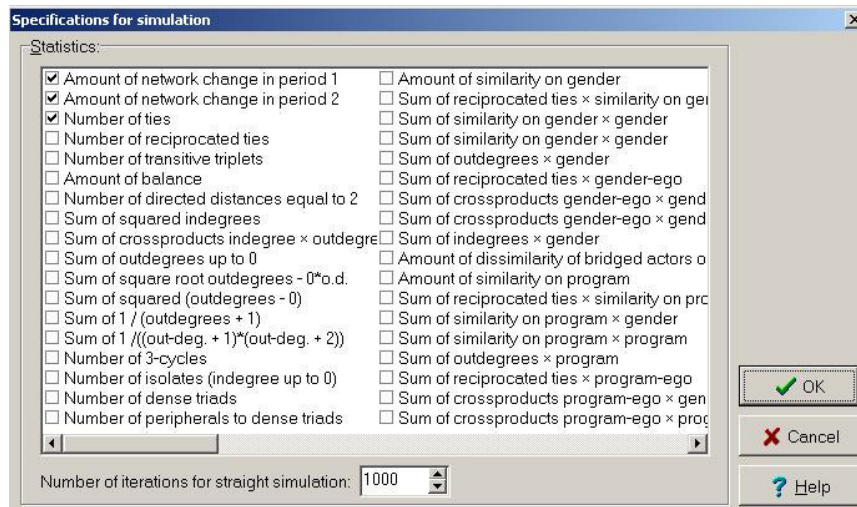 Specifications for simulation
Statistics:
Amount of network change in period 1
Amount of network change in period 2
Number of ties
Number of reciprocated ties
Number of transitive triplets
Amount of balance
Number of directed distances equal to 2
Sum of squared indegrees
Sum of crossproducts indegree × outdegre
Sum of outdegrees up to 0
Sum of square root outdegrees - 0*o.d.
Sum of squared (outdegrees - 0)
Sum of 1 / (outdegrees + 1)
Sum of 1 /((out-deg. + 1)*(out-deg. + 2))
Number of 3-cycles
Number of isolates (indegree up to 0)
Number of dense triads
Number of peripherals to dense triads
Amount of similarity on gender
Sum of reciprocated ties × similarity on ger
Sum of similarity on gender × gender
Sum of similarity on gender × gender
Sum of outdegrees × gender
Sum of reciprocated ties × gender-ego
Sum of crossproducts gender-ego × gend
Sum of crossproducts gender-ego × gend
Sum of indegrees × gender
Amount of dissimilarity of bridged actors o
Amount of similarity on program
Sum of reciprocated ties × similarity on prc
Sum of similarity on program × gender
Sum of similarity on program × program
Sum of outdegrees × program
Sum of reciprocated ties × program-ego
Sum of crossproducts program-ego × gen
Sum of crossproducts program-ego × prog
Number of iterations for straight simulation: 1000
OK
Cancel
Help